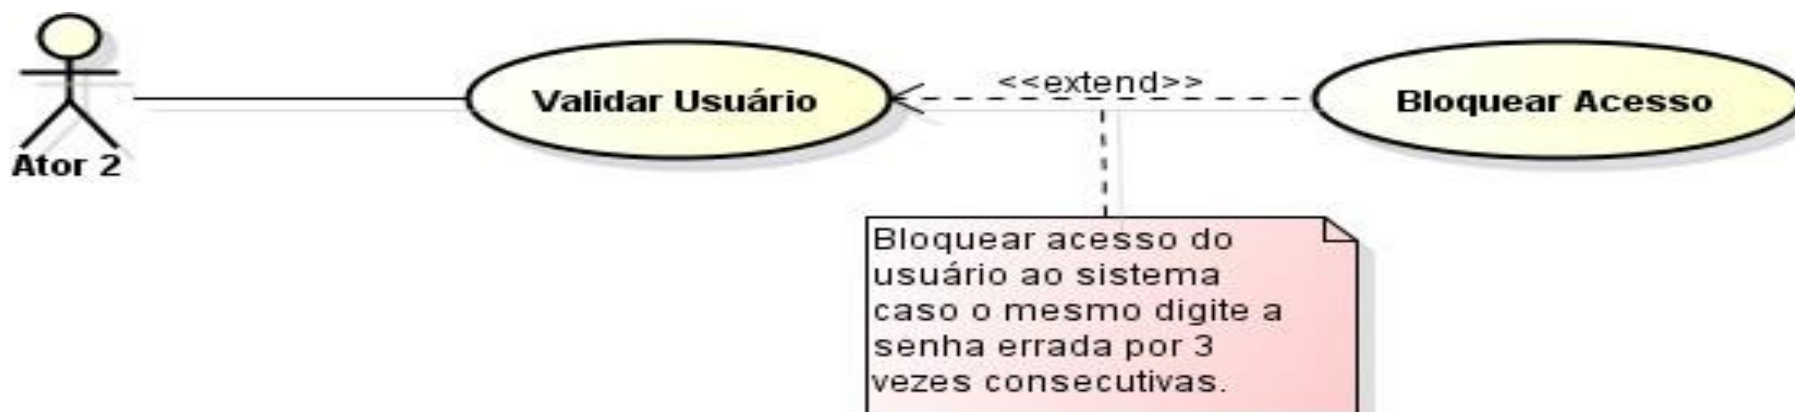 Ator 2
Validar Usuário
<<extend>>
Bloquear Acesso
Bloquear acesso do
usuário ao sistema
caso o mesmo digite a
senha errada por 3
vezes consecutivas.